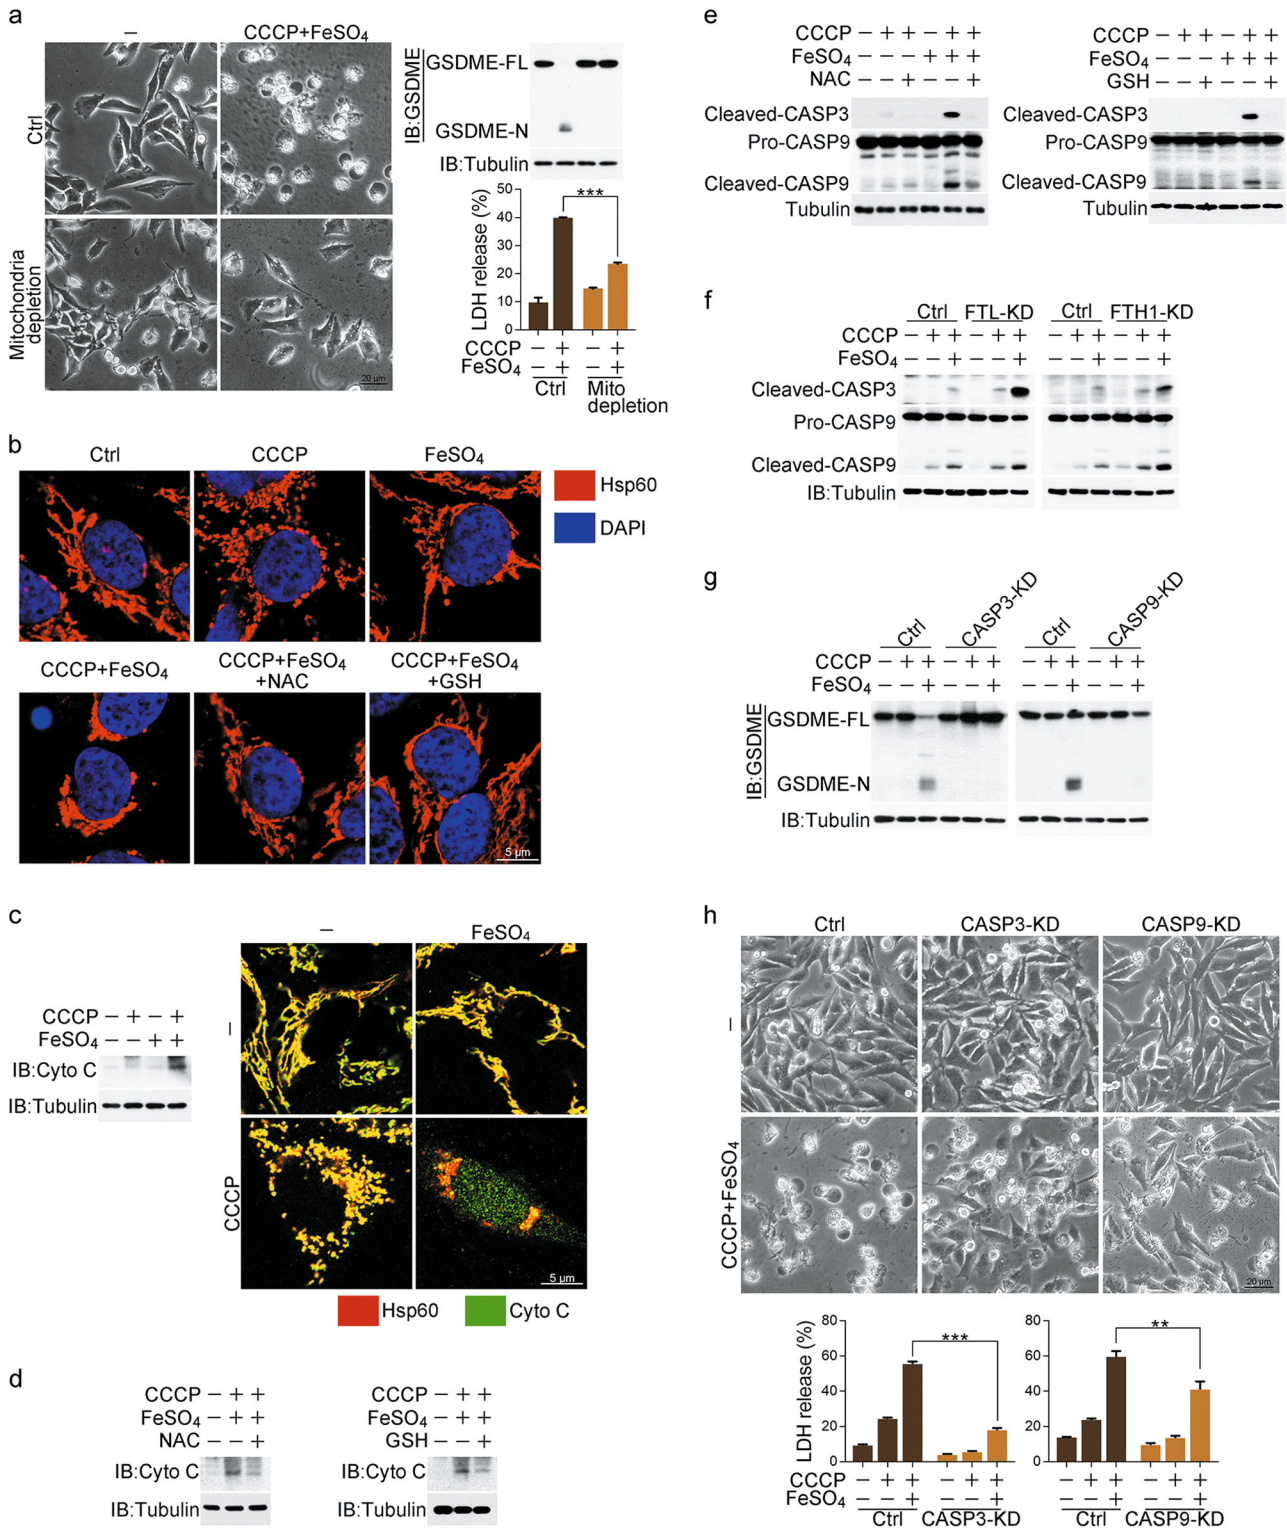 a
− CCCP+FeSO₄
Ctrl
Mitochondria
depletion
20 μm
IB:GSDME
GSDME-FL
GSDME-N
IB:Tubulin
***
LDH release (%)
50
40
30
20
10
0
CCCP − + − +
FeSO₄ − + − +
Ctrl Mito
depletion
b
Ctrl CCCP FeSO₄
Hsp60
DAPI
CCCP+FeSO₄ CCCP+FeSO₄ CCCP+FeSO₄
+NAC +GSH
5 μm
c
− FeSO₄
−
CCCP
CCCP − + − +
FeSO₄ − − + +
IB:Cyto C
IB:Tubulin
5 μm
Hsp60 Cyto C
d
CCCP − + +
FeSO₄ − + +
NAC − − +
IB:Cyto C
IB:Tubulin
CCCP − + +
FeSO₄ − + +
GSH − − +
IB:Cyto C
IB:Tubulin
e
CCCP − + + − + +
FeSO₄ − − − + + +
NAC − − + − − +
Cleaved-CASP3
Pro-CASP9
Cleaved-CASP9
Tubulin
CCCP − + + − + +
FeSO₄ − − − + + +
GSH − − + − − +
Cleaved-CASP3
Pro-CASP9
Cleaved-CASP9
Tubulin
f
Ctrl FTL-KD Ctrl FTH1-KD
CCCP − + + − + + − + + − + +
FeSO₄ − − + − − + − − + − − +
Cleaved-CASP3
Pro-CASP9
Cleaved-CASP9
IB:Tubulin
g
Ctrl CASP3-KD Ctrl CASP9-KD
CCCP − + + − + + − + + − + +
FeSO₄ − − + − − + − − + − − +
IB:GSDME
GSDME-FL
GSDME-N
IB:Tubulin
h
Ctrl CASP3-KD CASP9-KD
−
CCCP+FeSO₄
20 μm
LDH release (%)
80
60
40
20
0
***
CCCP − + + − + +
FeSO₄ − − + − − +
Ctrl CASP3-KD
80
60
40
20
0
**
− + + − + +
− − + − − +
Ctrl CASP9-KD